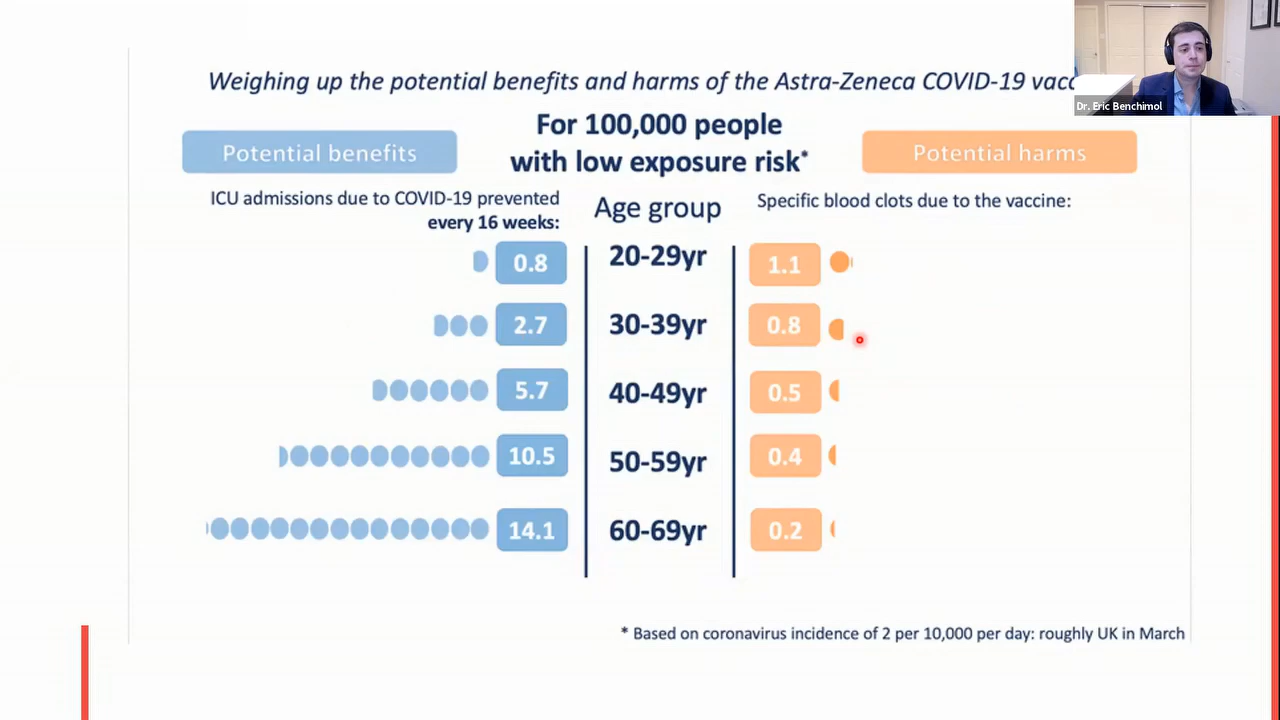 Weighing up the potential benefits and harms of the Astra-Zeneca COVID-19
Dr. Eric Benchimol
For 100,000 people
with low exposure risk*
Potential benefits
Potential harms
ICU admissions due to COVID-19 prevented
every 16 weeks:
Age group
Specific blood clots due to the vaccine:
0.8 20-29yr 1.1
2.7 30-39yr 0.8
5.7 40-49yr 0.5
10.5 50-59yr 0.4
14.1 60-69yr 0.2
* Based on coronavirus incidence of 2 per 10,000 per day: roughly UK in March